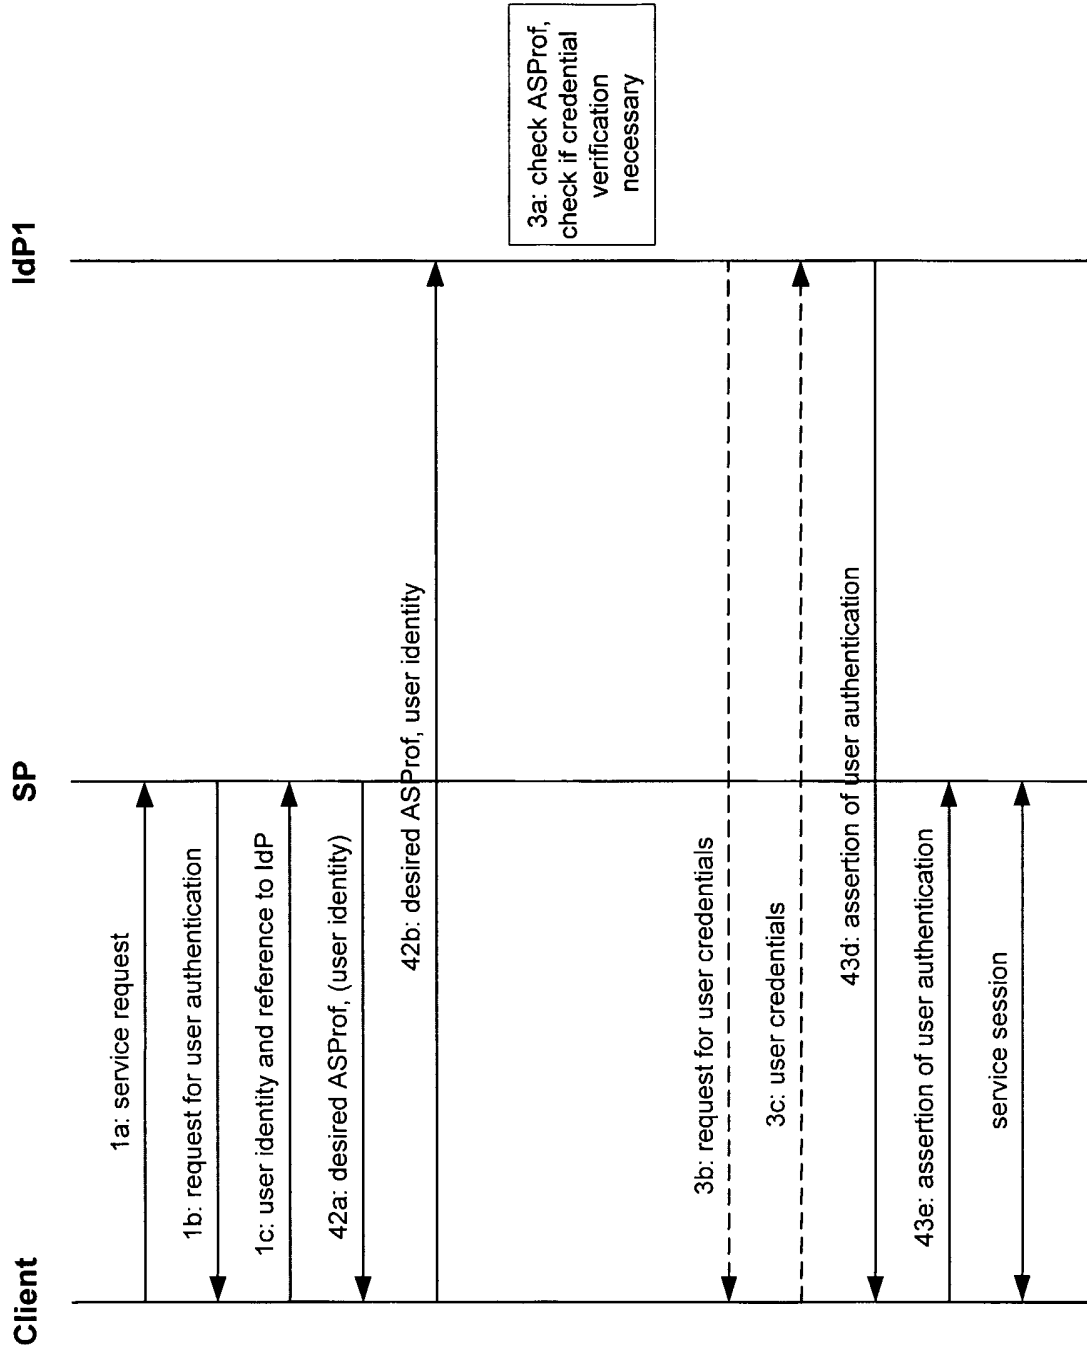 Client
SP
IdP1
1a: service request
1b: request for user authentication
1c: user identity and reference to IdP
42a: desired ASProf, (user identity)
42b: desired ASProf, user identity
3a: check ASProf,
check if credential
verification
necessary
3b: request for user credentials
3c: user credentials
43d: assertion of user authentication
43e: assertion of user authentication
service session